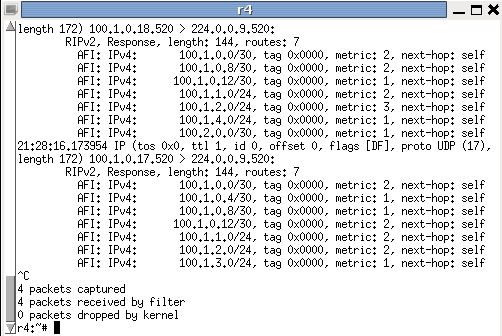 r4
length 172) 100.1.0.18.520 > 224.0.0.9.520:
RIPv2, Response, length: 144, routes: 7
AFI: IPv4: 100.1.0.0/30, tag 0x0000, metric: 2, next-hop: self
AFI: IPv4: 100.1.0.8/30, tag 0x0000, metric: 2, next-hop: self
AFI: IPv4: 100.1.0.12/30, tag 0x0000, metric: 1, next-hop: self
AFI: IPv4: 100.1.1.0/24, tag 0x0000, metric: 2, next-hop: self
AFI: IPv4: 100.1.2.0/24, tag 0x0000, metric: 3, next-hop: self
AFI: IPv4: 100.1.4.0/24, tag 0x0000, metric: 1, next-hop: self
AFI: IPv4: 100.2.0.0/30, tag 0x0000, metric: 1, next-hop: self
21:28:16.173954 IP (tos 0x0, ttl 1, id 0, offset 0, flags [DF], proto UDP (17),
length 172) 100.1.0.17.520 > 224.0.0.9.520:
RIPv2, Response, length: 144, routes: 7
AFI: IPv4: 100.1.0.0/30, tag 0x0000, metric: 2, next-hop: self
AFI: IPv4: 100.1.0.4/30, tag 0x0000, metric: 1, next-hop: self
AFI: IPv4: 100.1.0.8/30, tag 0x0000, metric: 1, next-hop: self
AFI: IPv4: 100.1.0.12/30, tag 0x0000, metric: 2, next-hop: self
AFI: IPv4: 100.1.1.0/24, tag 0x0000, metric: 2, next-hop: self
AFI: IPv4: 100.1.2.0/24, tag 0x0000, metric: 2, next-hop: self
AFI: IPv4: 100.1.3.0/24, tag 0x0000, metric: 1, next-hop: self
^C
4 packets captured
4 packets received by filter
0 packets dropped by kernel
r4:~#